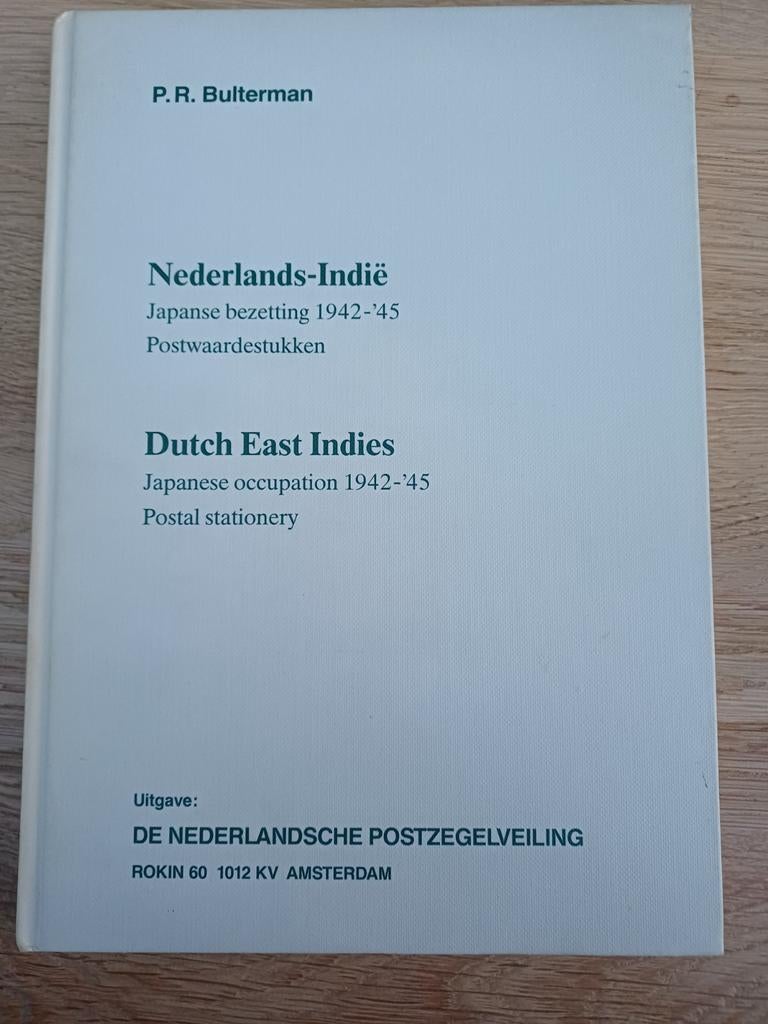 P.R. Bulterman
Nederlands-Indië
Japanse bezetting 1942-'45
Postwaardestukken
Dutch East Indies
Japanese occupation 1942-'45
Postal stationery
Uitgave:
DE NEDERLANDSCHE POSTZEGELVEILING
ROKIN 60 1012 KV AMSTERDAM